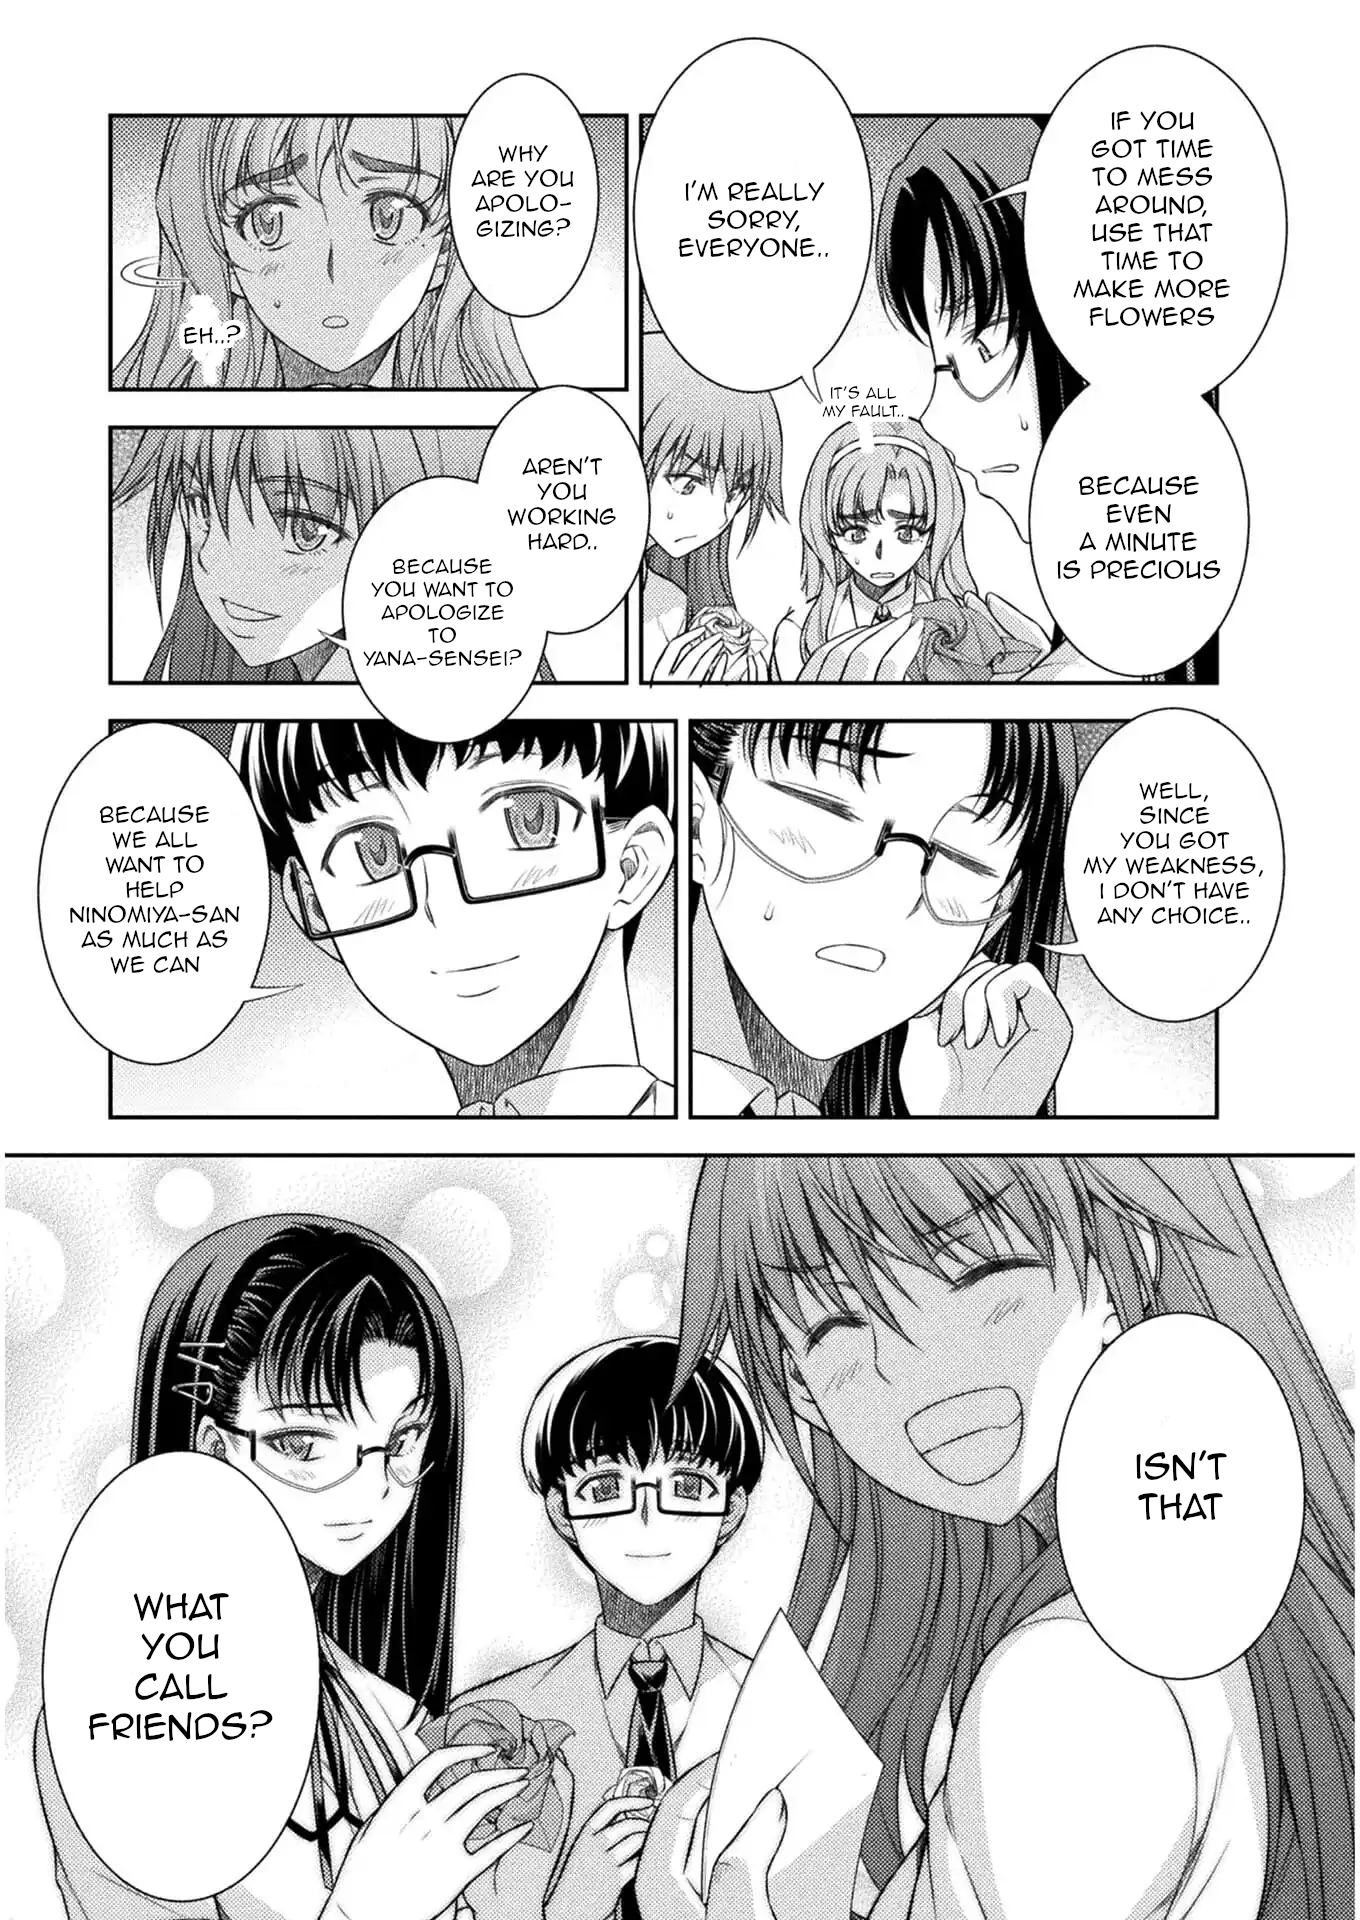 IF YOU
GOT TIME
TO MESS
AROUND,
USE THAT
TIME TO
MAKE MORE
FLOWERS
BECAUSE
EVEN
A MINUTE
IS PRECIOUS
I'M REALLY
SORRY,
EVERYONE..
IT'S ALL
MY FAULT..
WHY
ARE YOU
APOLO-
GIZING?
EH..?
AREN'T
YOU
WORKING
HARD..
BECAUSE
YOU WANT TO
APOLOGIZE
TO
YANA-SENSEI?
WELL,
SINCE
YOU GOT
MY WEAKNESS,
I DON'T HAVE
ANY CHOICE..
BECAUSE
WE ALL
WANT TO
HELP
NINOMIYA-SAN
AS MUCH AS
WE CAN
ISN'T
THAT
WHAT
YOU
CALL
FRIENDS?